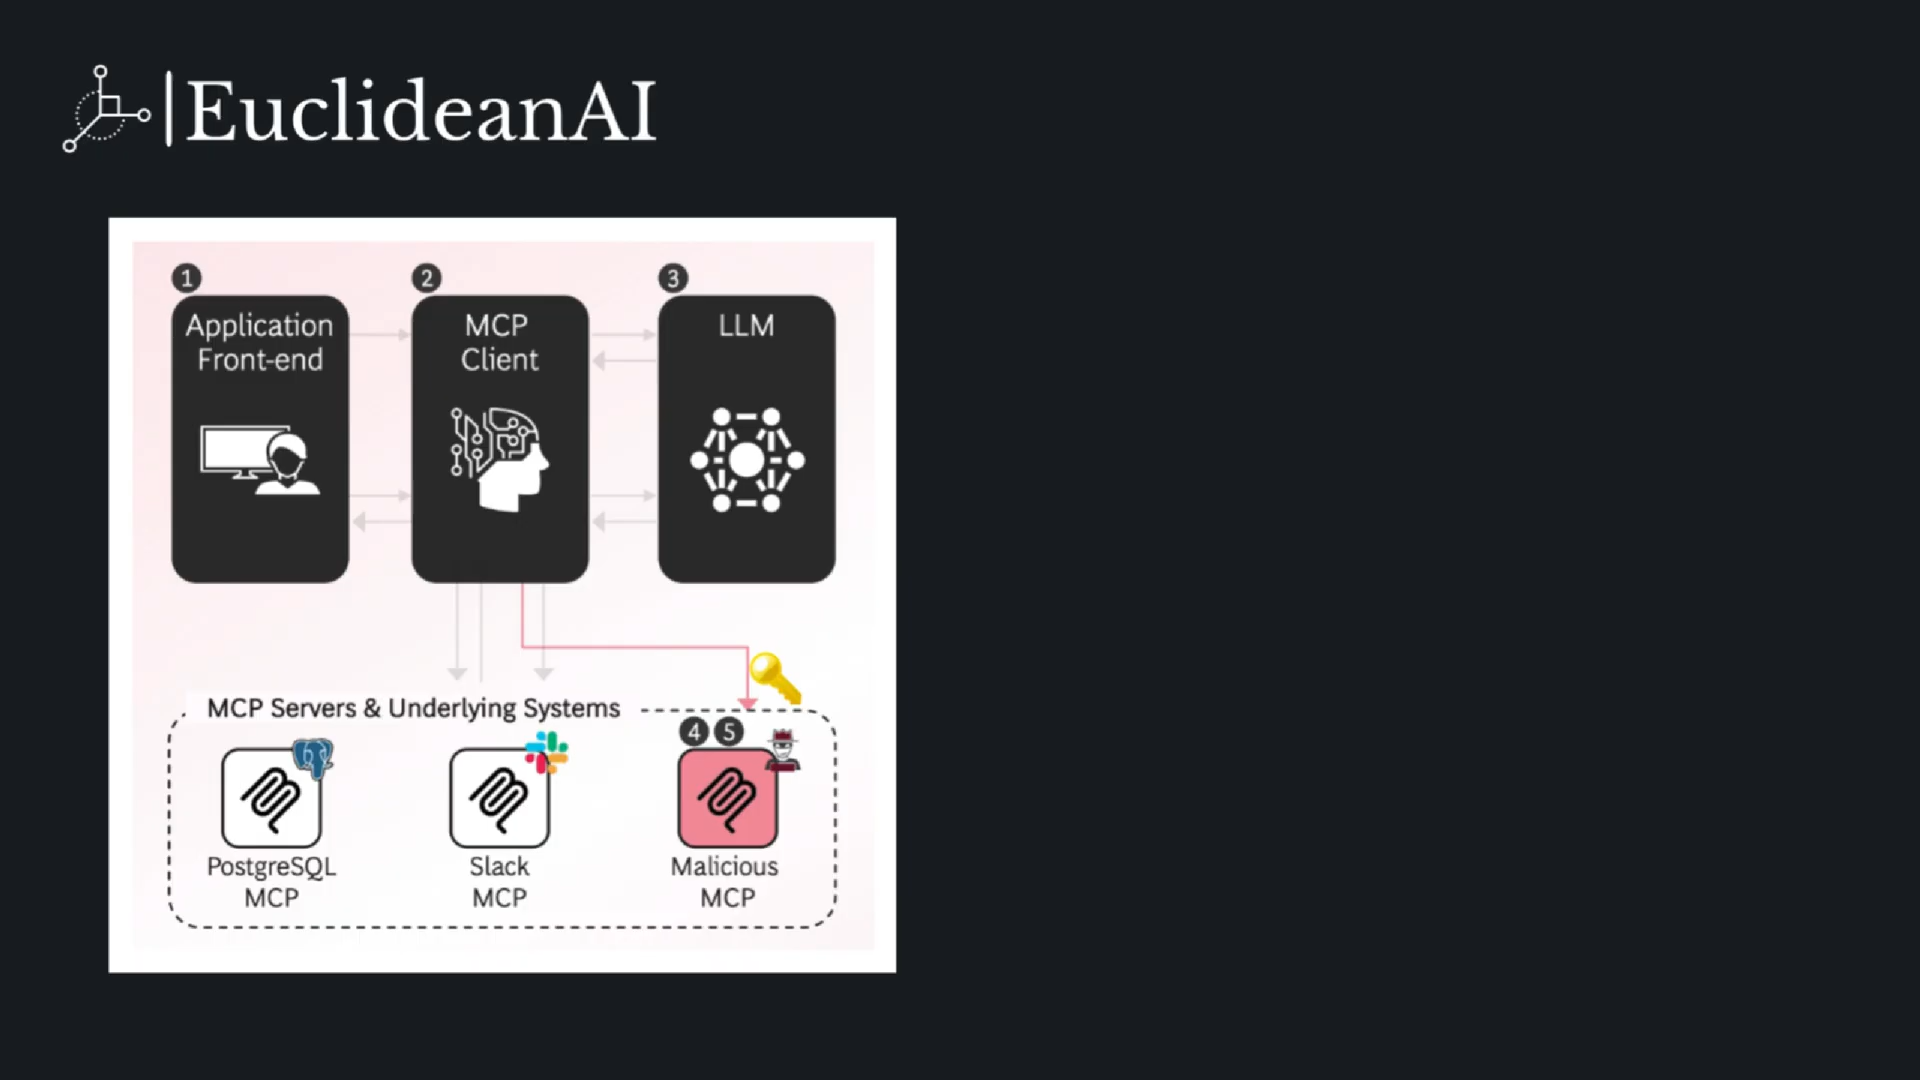 EuclideanAI
1
2
3
Application
Front-end
MCP
Client
LLM
MCP Servers & Underlying Systems
4 5
PostgreSQL
MCP
Slack
MCP
Malicious
MCP